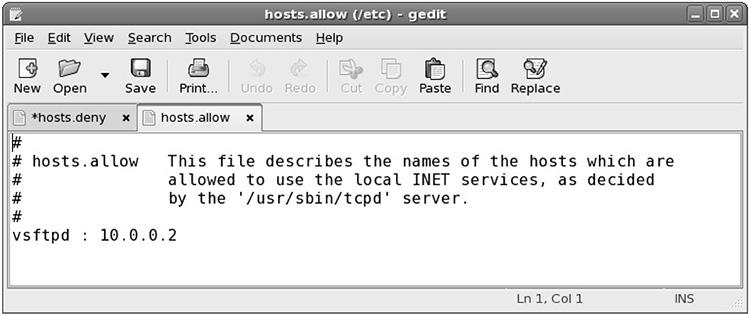 hosts.allow (/etc) - gedit
File Edit View Search Tools Documents Help
New Open Save Print... Undo Redo Cut Copy Paste Find Replace
*hosts.deny x hosts.allow x
#
# hosts.allow   This file describes the names of the hosts which are
#               allowed to use the local INET services, as decided
#               by the '/usr/sbin/tcpd' server.
#
vsftpd : 10.0.0.2
Ln 1, Col 1 INS